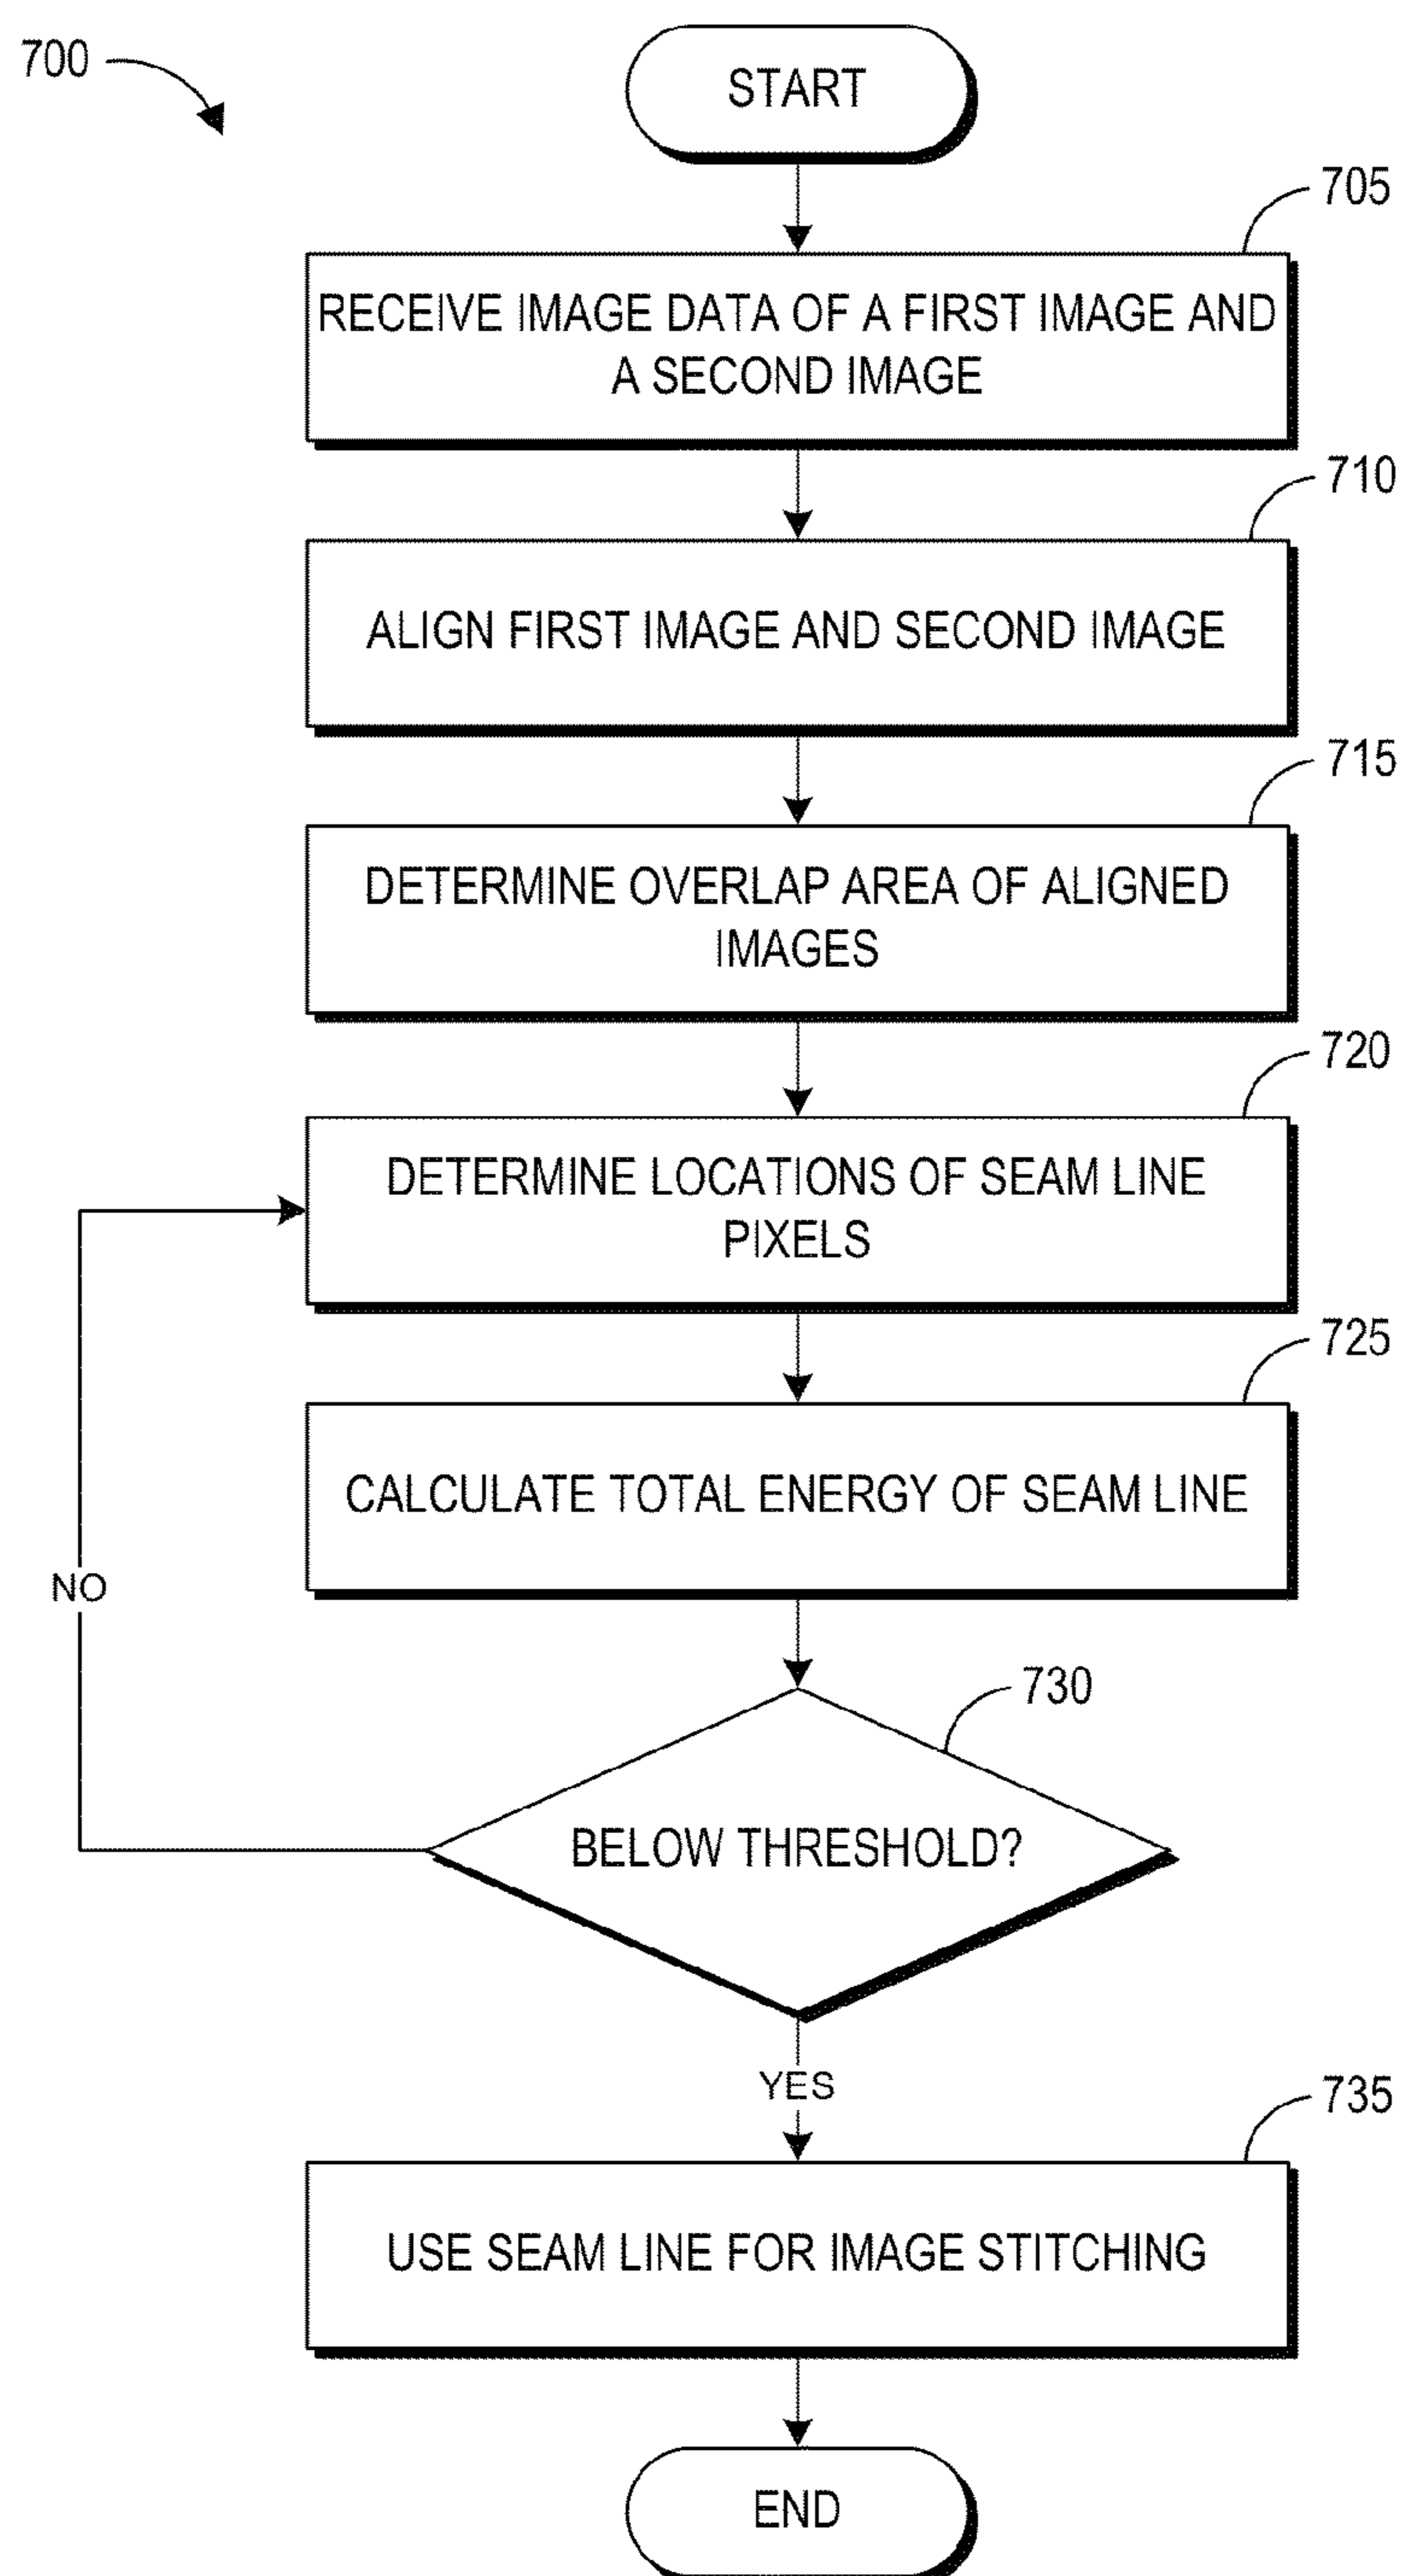 700
START
705
RECEIVE IMAGE DATA OF A FIRST IMAGE AND
A SECOND IMAGE
710
ALIGN FIRST IMAGE AND SECOND IMAGE
715
DETERMINE OVERLAP AREA OF ALIGNED
IMAGES
720
DETERMINE LOCATIONS OF SEAM LINE
PIXELS
725
CALCULATE TOTAL ENERGY OF SEAM LINE
NO
730
BELOW THRESHOLD?
YES
735
USE SEAM LINE FOR IMAGE STITCHING
END